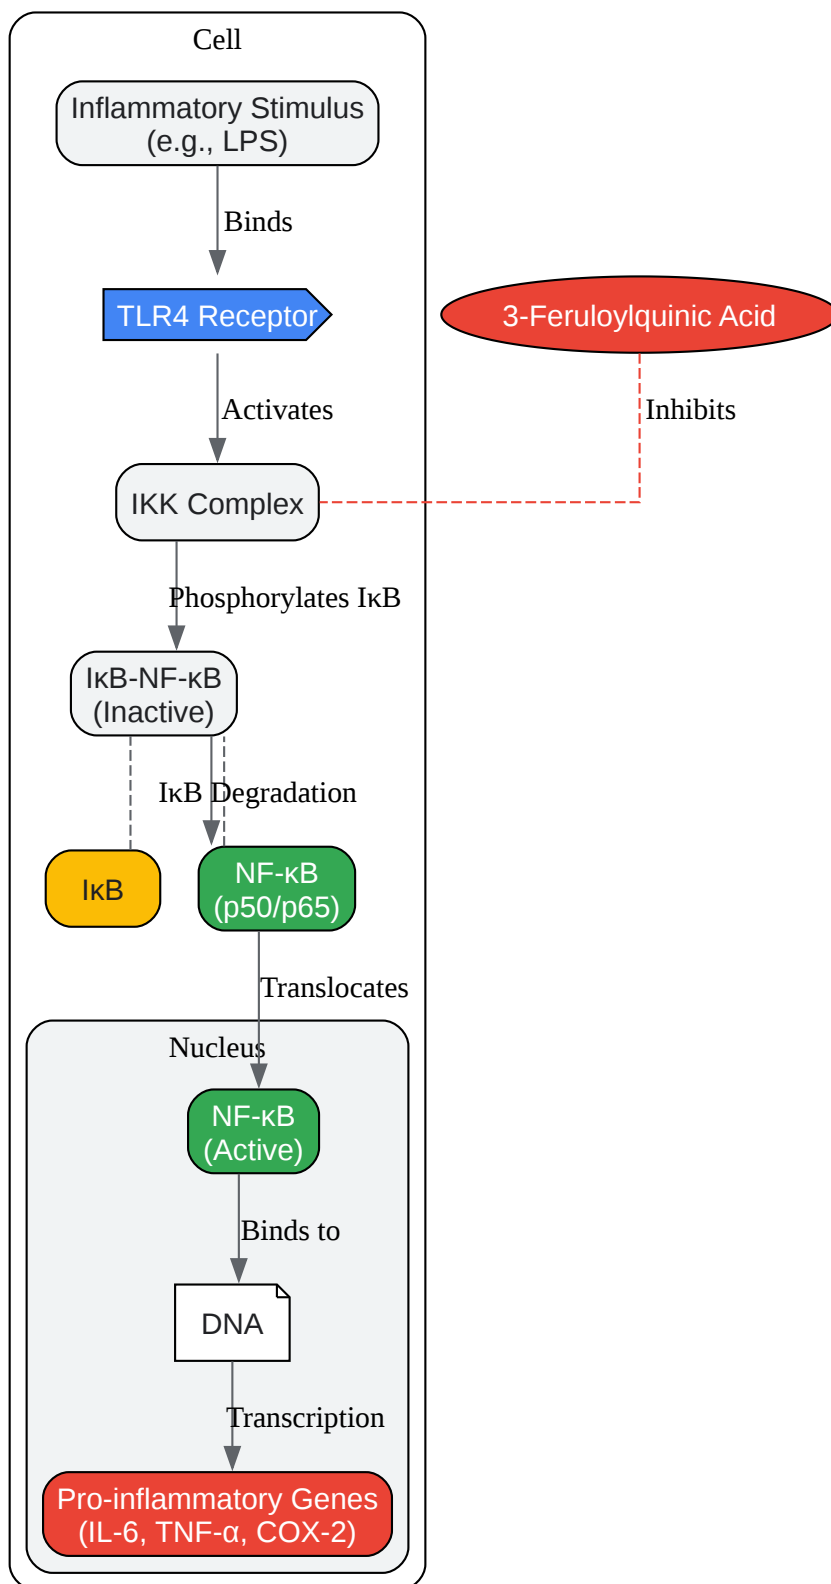 Cell
Inflammatory Stimulus
(e.g., LPS)
Binds
TLR4 Receptor
3-Feruloylquinic Acid
Activates
Inhibits
IKK Complex
Phosphorylates IκB
IκB-NF-κB
(Inactive)
IκB Degradation
IκB
NF-κB
(p50/p65)
Translocates
Nucleus
NF-κB
(Active)
Binds to
DNA
Transcription
Pro-inflammatory Genes
(IL-6, TNF-α, COX-2)